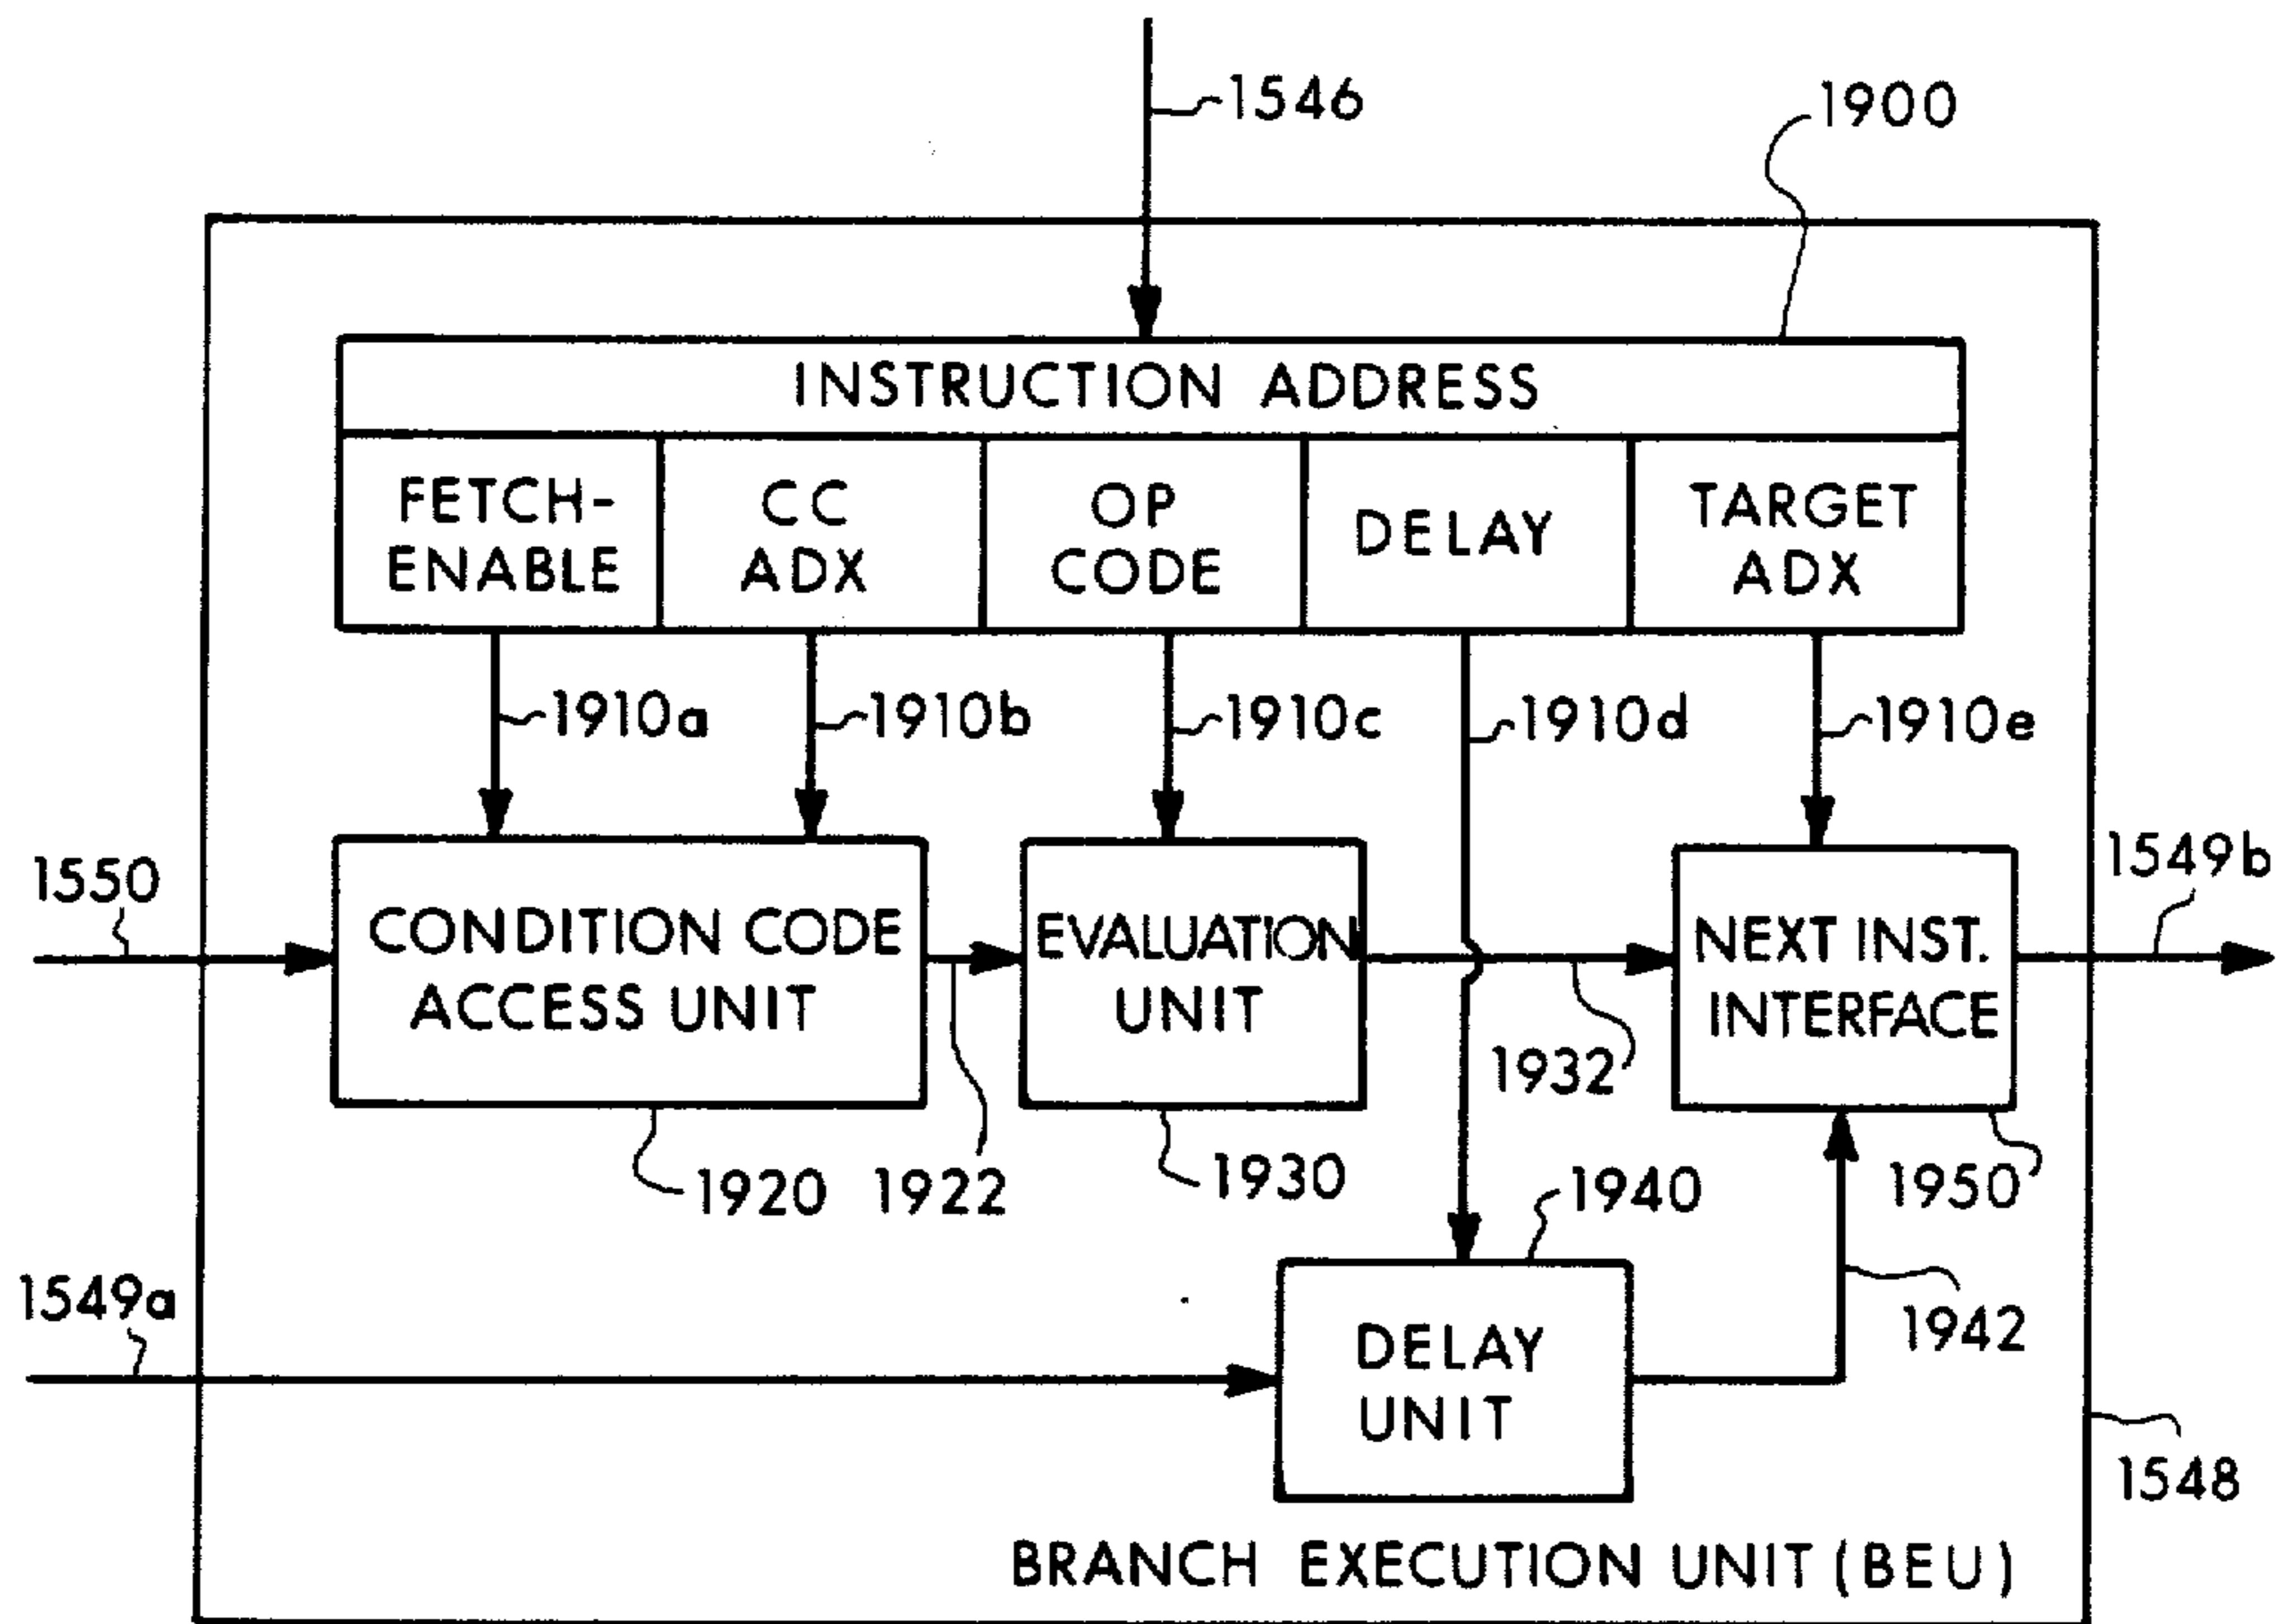 1546
1900
INSTRUCTION ADDRESS
FETCH-
ENABLE
CC
ADX
OP
CODE
DELAY
TARGET
ADX
1910a
1910b
1910c
1910d
1910e
1550
CONDITION CODE
ACCESS UNIT
EVALUATION
UNIT
NEXT INST.
INTERFACE
1549b
1932
1920
1922
1930
1940
1950
1549a
DELAY
UNIT
1942
1548
BRANCH EXECUTION UNIT (BEU)